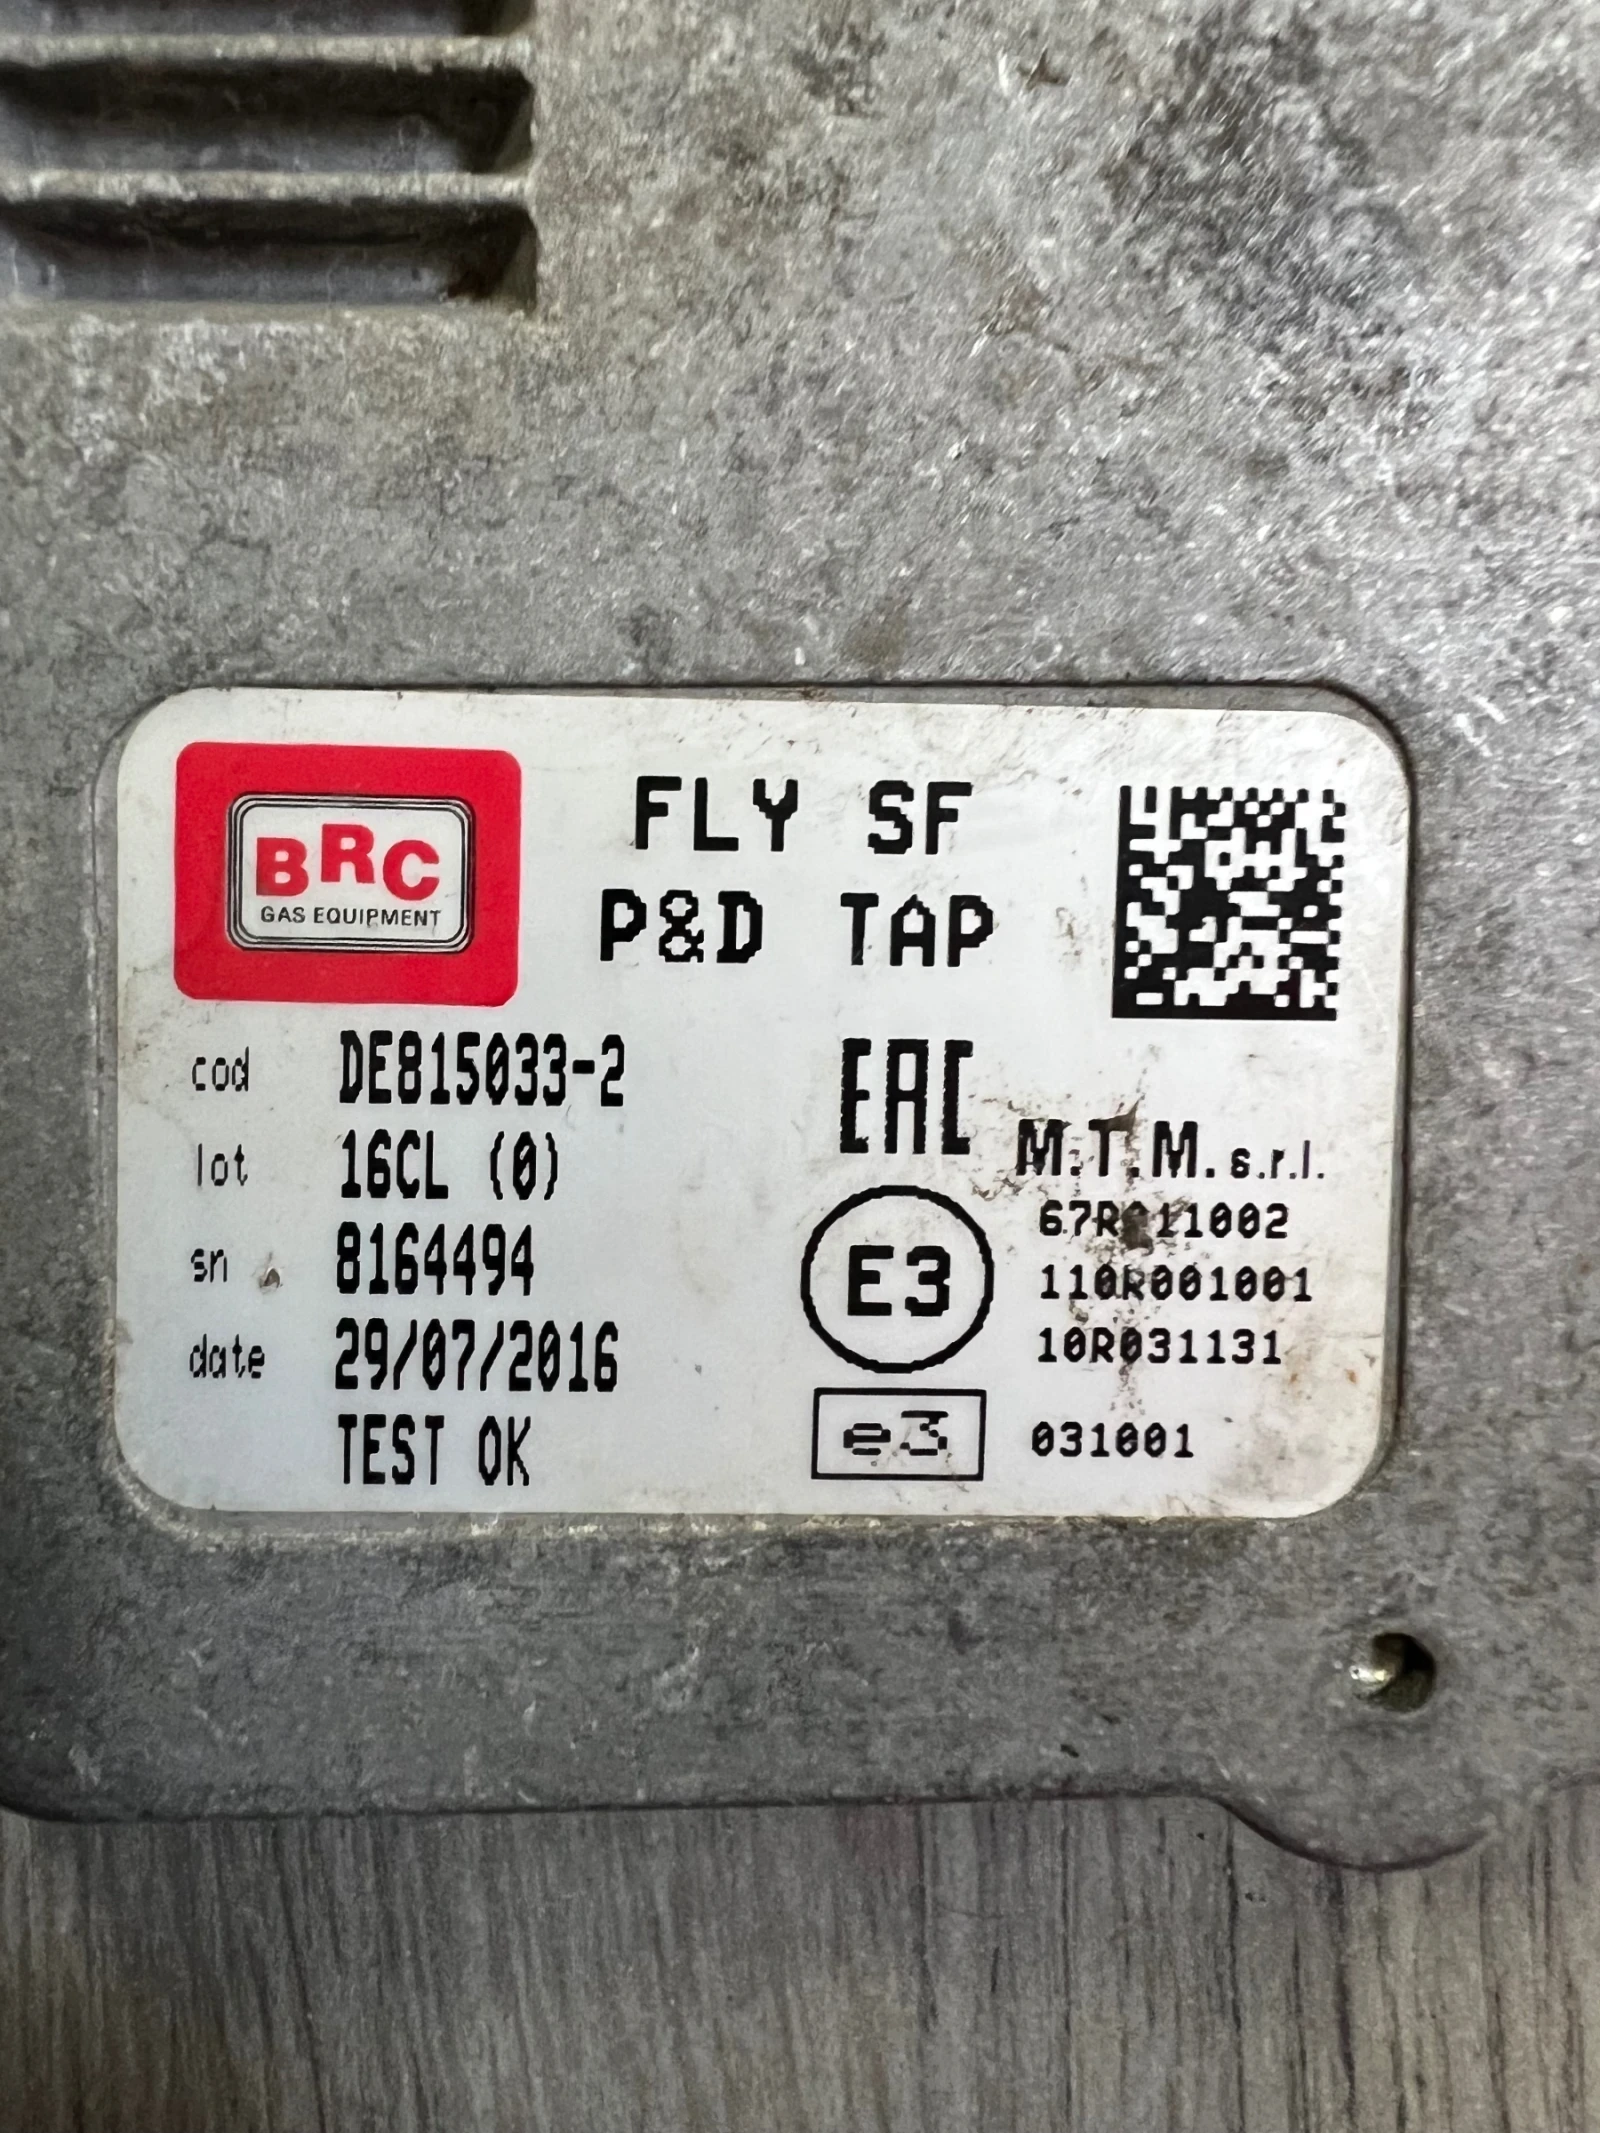 BRC
GAS EQUIPMENT
FLY SF
P&D TAP
cod DE815033-2
lot 16CL (0)
sn 8164494
date 29/07/2016
TEST OK
EAC
M.T.M. s.r.l.
E3
110R001001
10R031131
e3
031001